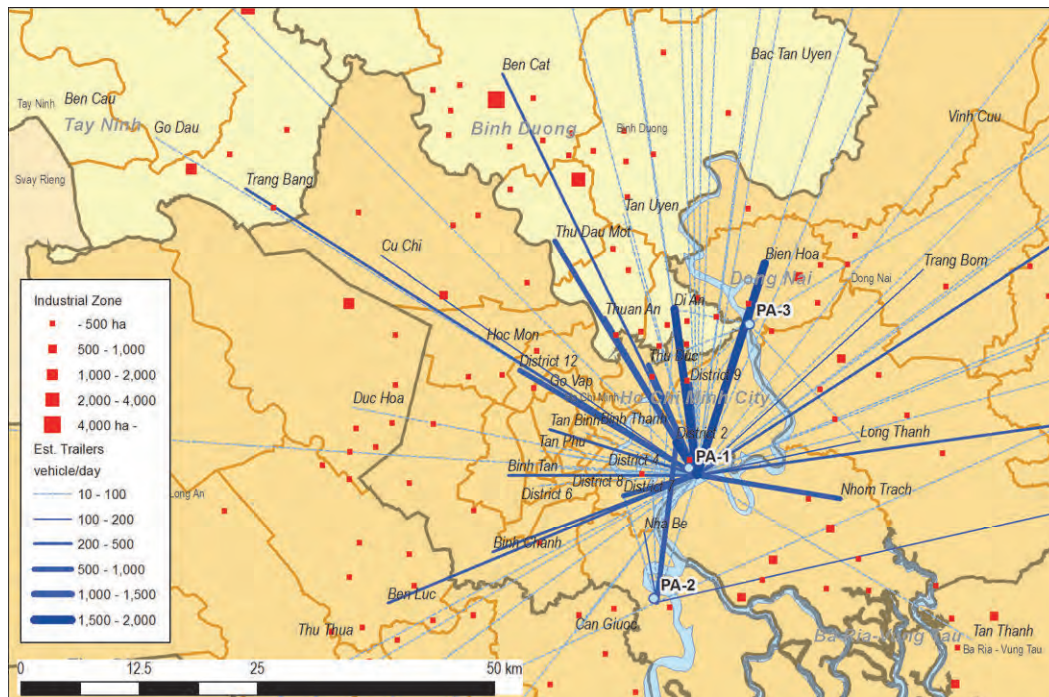 Ben Cat
Bac Tan Uyen
Tay Ninh
Ben Cau
Tay Ninh
Go Dau
Binh Duong
Binh Duong
Vinh Cuu
Svay Rieng
Trang Bang
Tan Uyen
Thu Dau Mot
Cu Chi
Bien Hoa
Trang Bom
Dong Nai
Dong Nai
Industrial Zone
- 500 ha
500 - 1,000
1,000 - 2,000
2,000 - 4,000
4,000 ha -
Est. Trailers
vehicle/day
10 - 100
100 - 200
200 - 500
500 - 1,000
1,000 - 1,500
1,500 - 2,000
Thuan An
Di An
PA-3
Hoc Mon
District 12
Thu Duc
Go Vap
District 9
Ho Chi Minh City
Duc Hoa
Tan Binh
Binh Thanh
District 2
Tan Phu
Long Thanh
PA-1
District 4
Binh Tan
District 8
District 6
District
Long An
Nhom Trach
Nha Be
Binh Chanh
PA-2
Ben Luc
Can Giuoc
Thu Thua
Ba Ria-Vung Tau
Tan Thanh
Ba Ria - Vung Tau
0 12.5 25 50 km